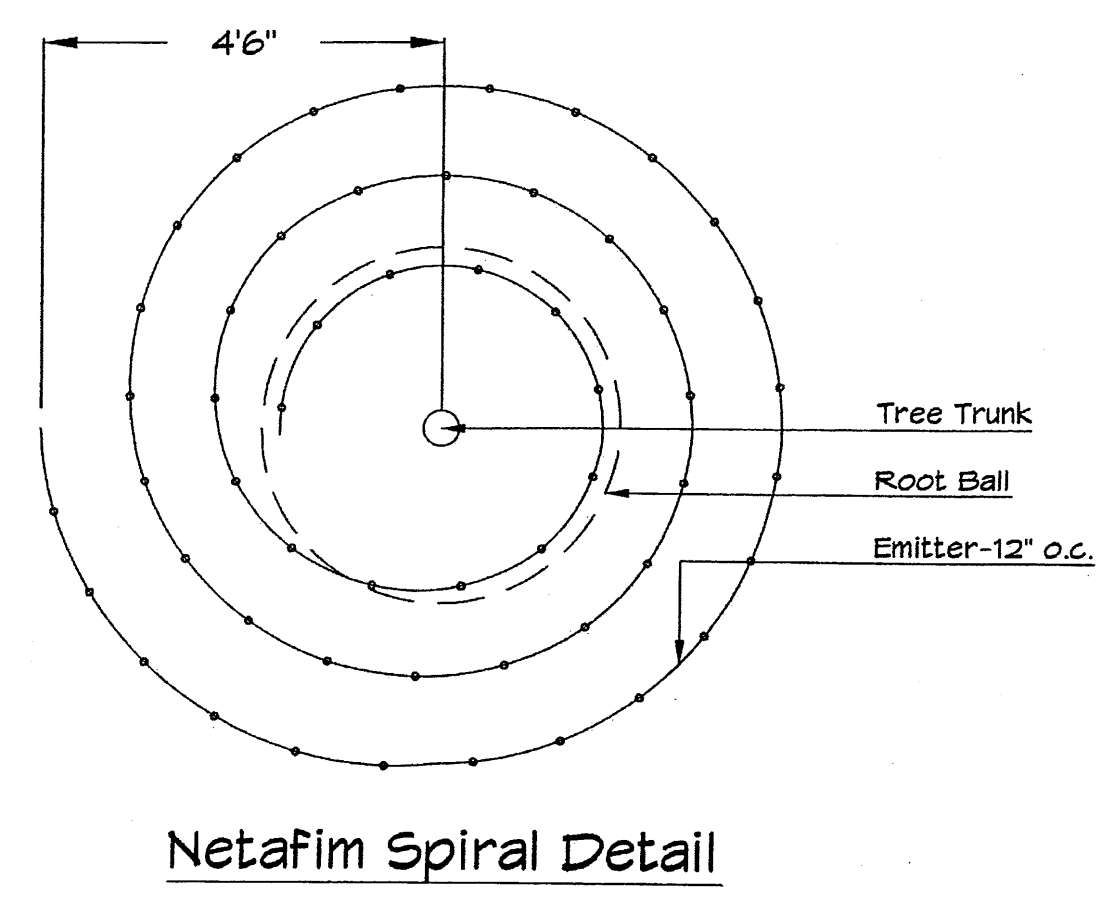 4'6"
Tree Trunk
Root Ball
Emitter-12" o.c.
Netafim Spiral Detail